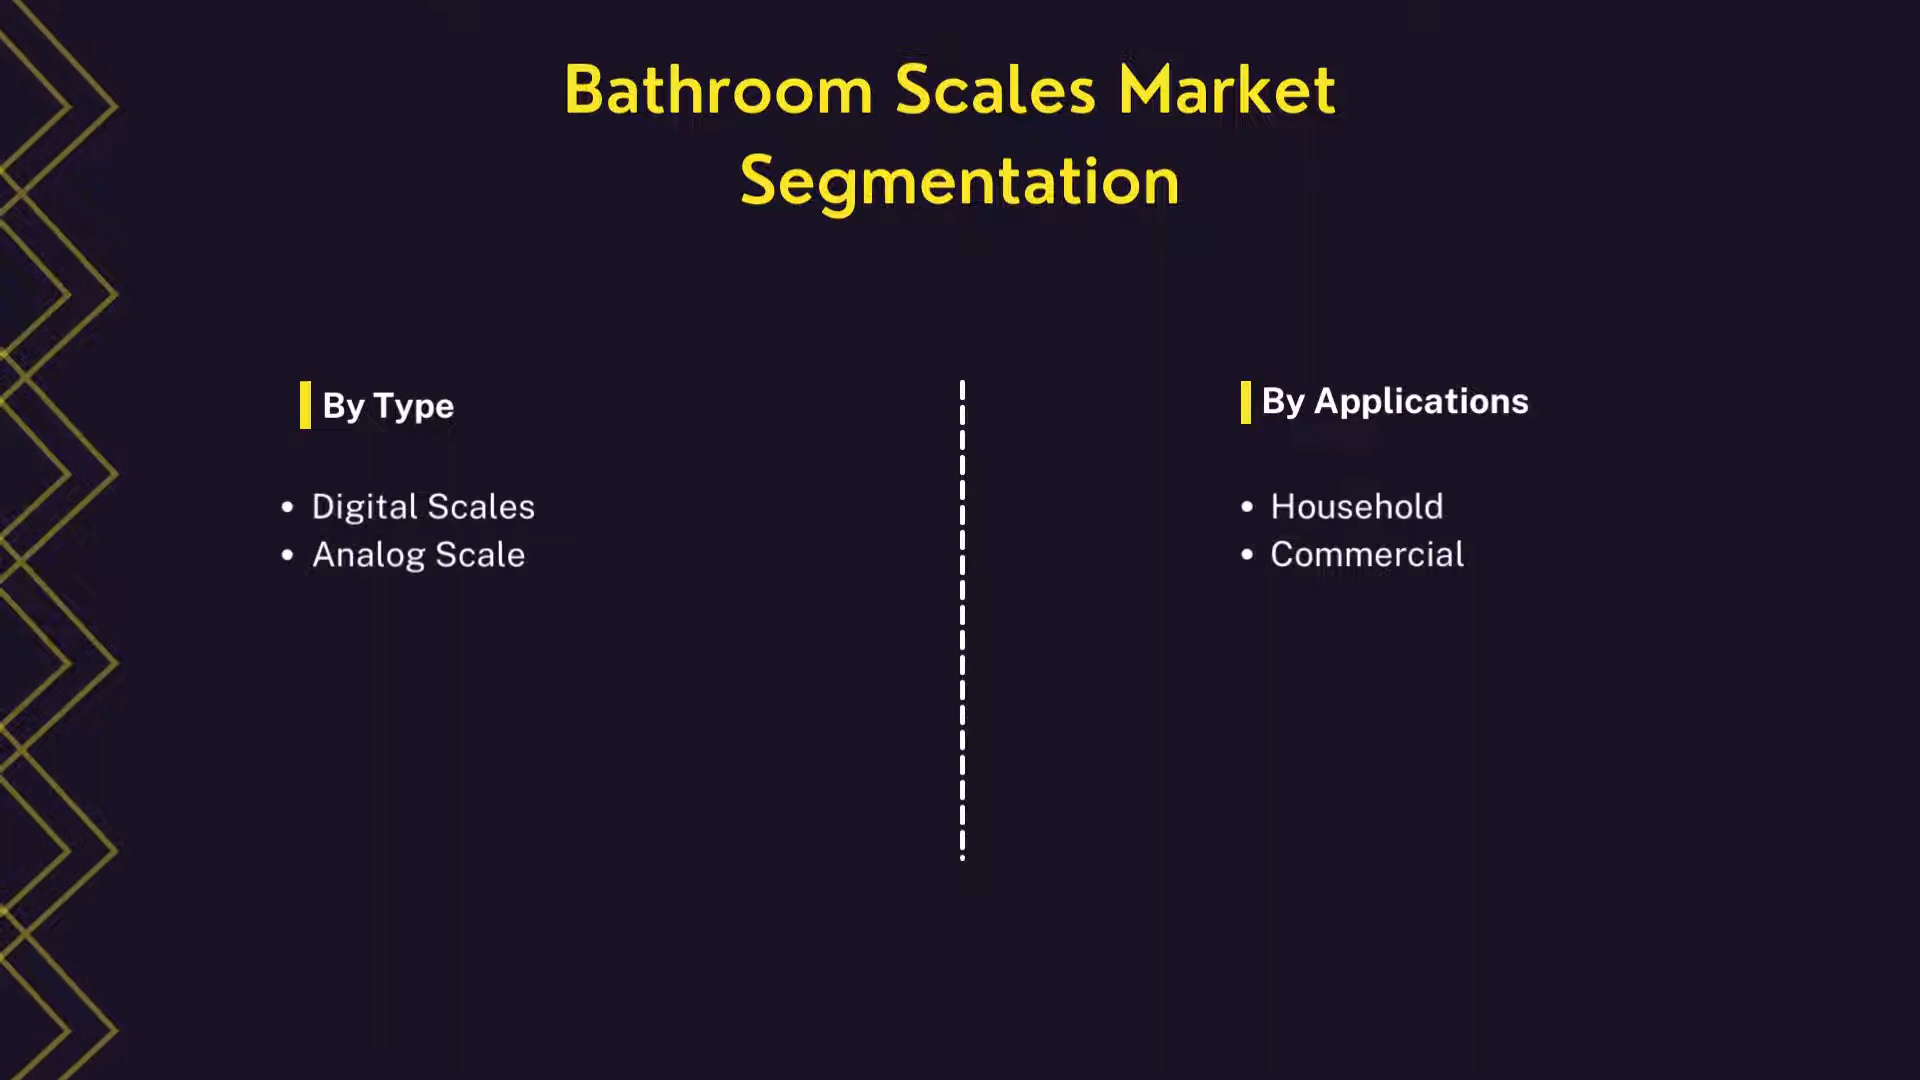 Bathroom Scales Market
Segmentation
By Type
• Digital Scales
• Analog Scale
By Applications
• Household
• Commercial